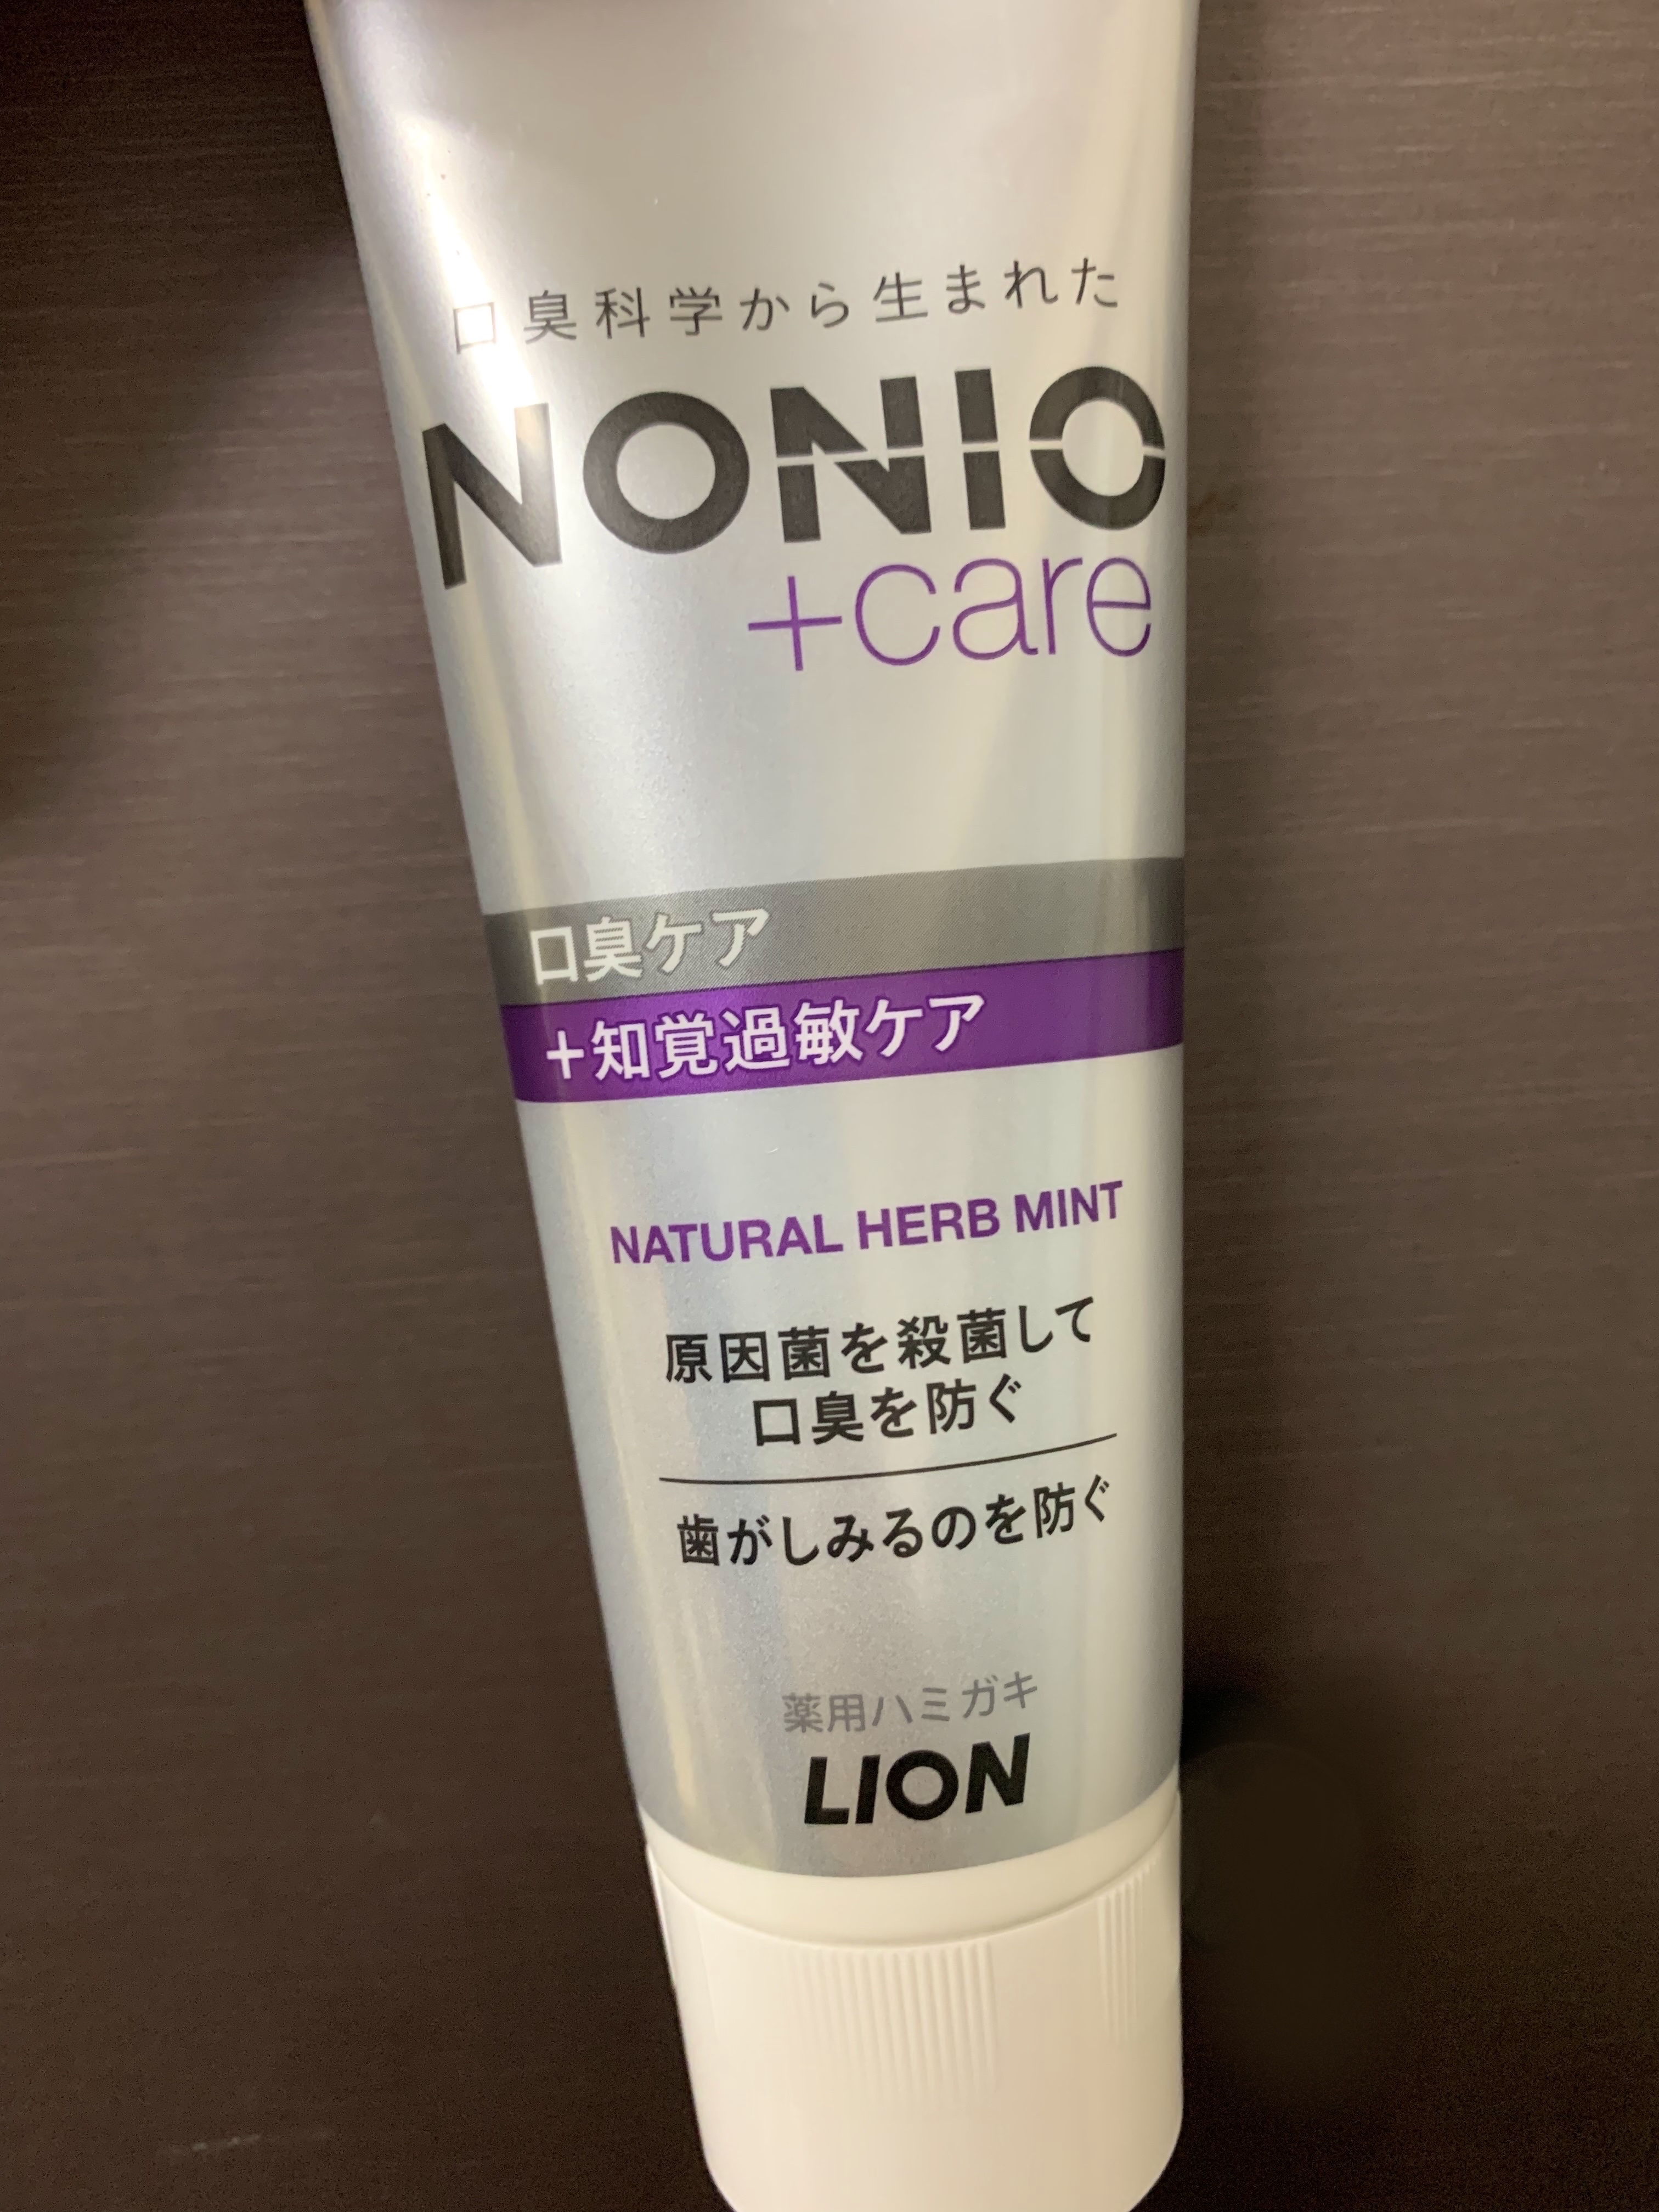 口臭科学から生まれた
NONIO
+care
口臭ケア
+知覚過敏ケア
NATURAL HERB MINT
原因菌を殺菌して
口臭を防ぐ
歯がしみるのを防ぐ
薬用ハミガキ
LION